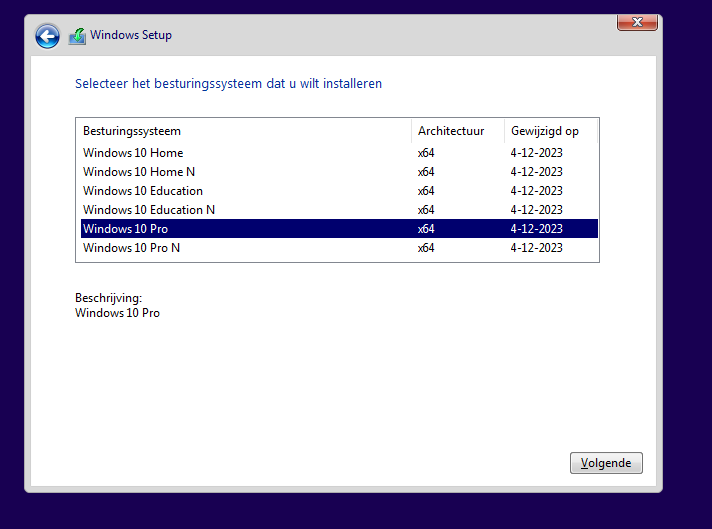 Windows Setup
Selecteer het besturingssysteem dat u wilt installeren
Besturingssysteem Architectuur Gewijzigd op
Windows 10 Home x64 4-12-2023
Windows 10 Home N x64 4-12-2023
Windows 10 Education x64 4-12-2023
Windows 10 Education N x64 4-12-2023
Windows 10 Pro x64 4-12-2023
Windows 10 Pro N x64 4-12-2023
Beschrijving:
Windows 10 Pro
Volgende